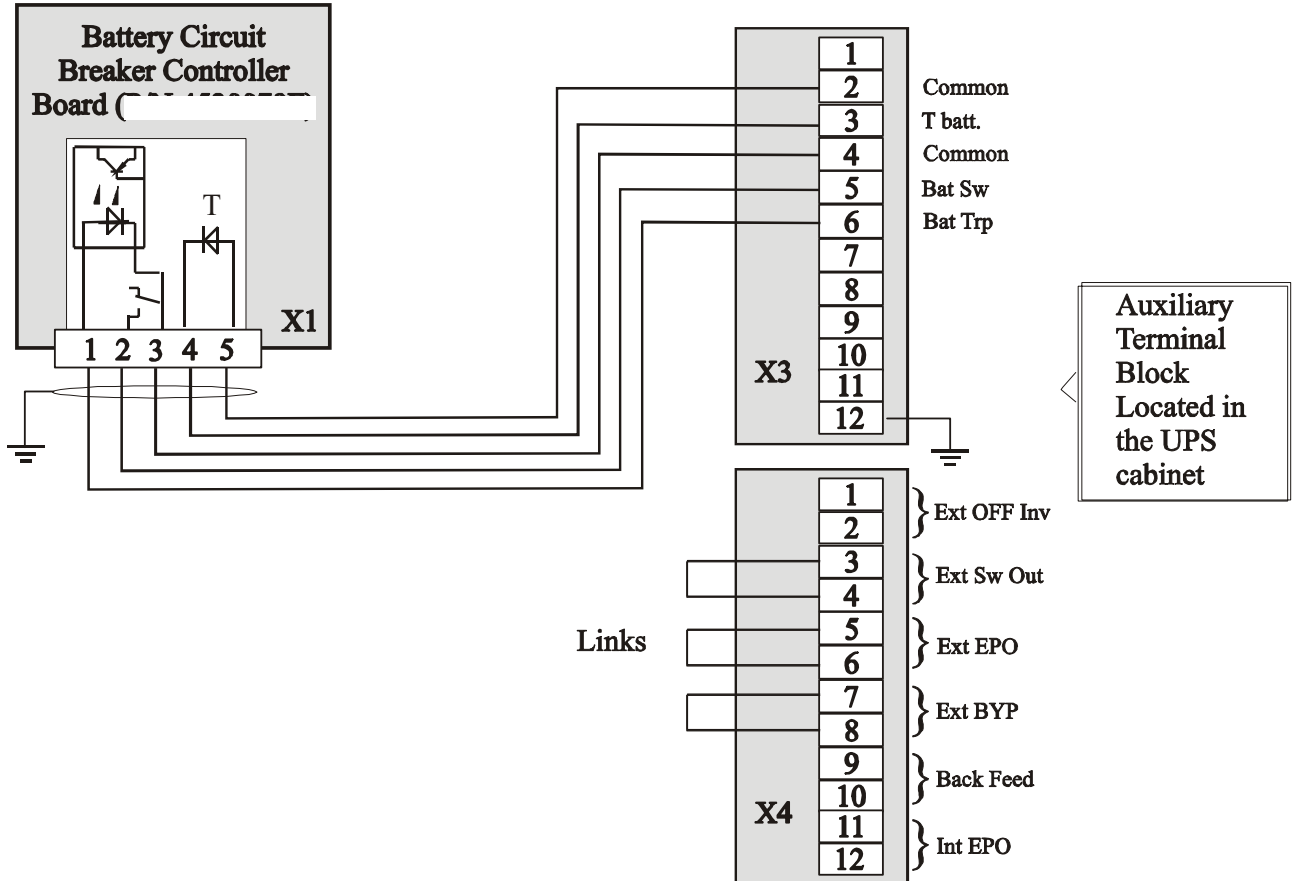 Battery Circuit
Breaker Controller
Board (
T
X1
1 2 3 4 5
X3
1
2 Common
3 T batt.
4 Common
5 Bat Sw
6 Bat Trp
7
8
9
10
11
12
Auxiliary
Terminal
Block
Located in
the UPS
cabinet
Links
X4
1
2
Ext OFF Inv
3
4
Ext Sw Out
5
6
Ext EPO
7
8
Ext BYP
9
10
Back Feed
11
12
Int EPO